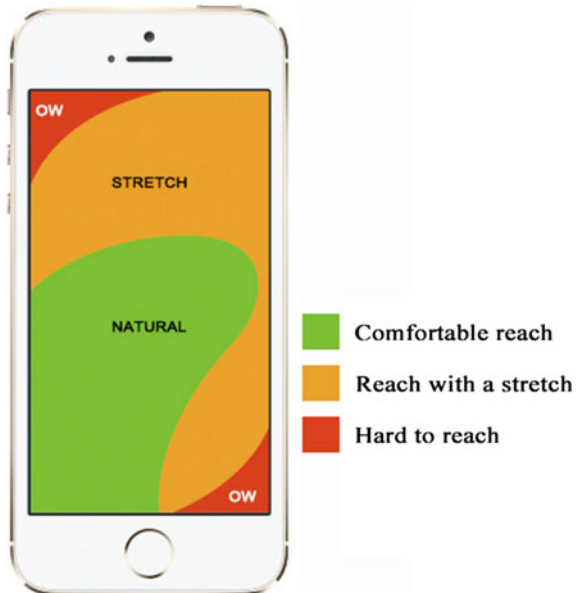 OW
STRETCH
NATURAL
Comfortable reach
Reach with a stretch
Hard to reach
OW